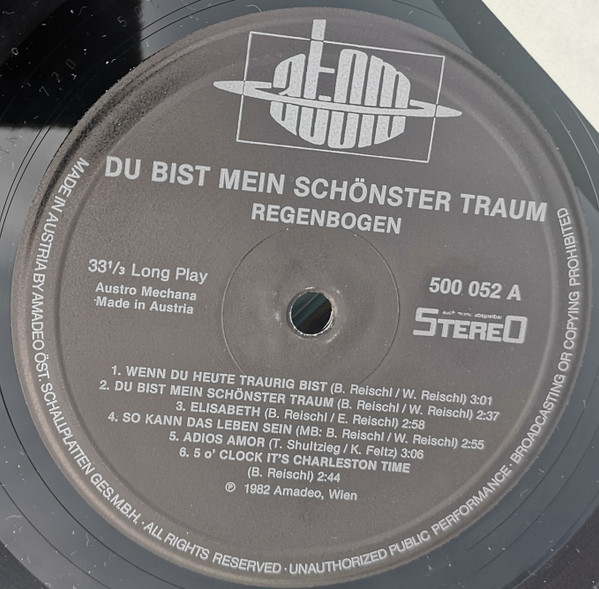 atom
DU BIST MEIN SCHÖNSTER TRAUM
REGENBOGEN
33⅓ Long Play
Austro Mechana
Made in Austria
500 052 A
auch mono abspielbar
STEREO
1. WENN DU HEUTE TRAURIG BIST (B. Reischl / W. Reischl) 3:01
2. DU BIST MEIN SCHÖNSTER TRAUM (B. Reischl / W. Reischl) 2:37
3. ELISABETH (B. Reischl / E. Reischl) 2:58
4. SO KANN DAS LEBEN SEIN (MB: B. Reischl / W. Reischl) 2:55
5. ADIOS AMOR (T. Shultzieg / K. Feltz) 3:06
6. 5 o' CLOCK IT'S CHARLESTON TIME
(B. Reischl) 2:44
℗ 1982 Amadeo, Wien
MADE IN AUSTRIA BY AMADEO ÖST. SCHALLPLATTEN GES.M.B.H. · ALL RIGHTS RESERVED · UNAUTHORIZED PUBLIC PERFORMANCE · BROADCASTING OR COPYING PROHIBITED
720